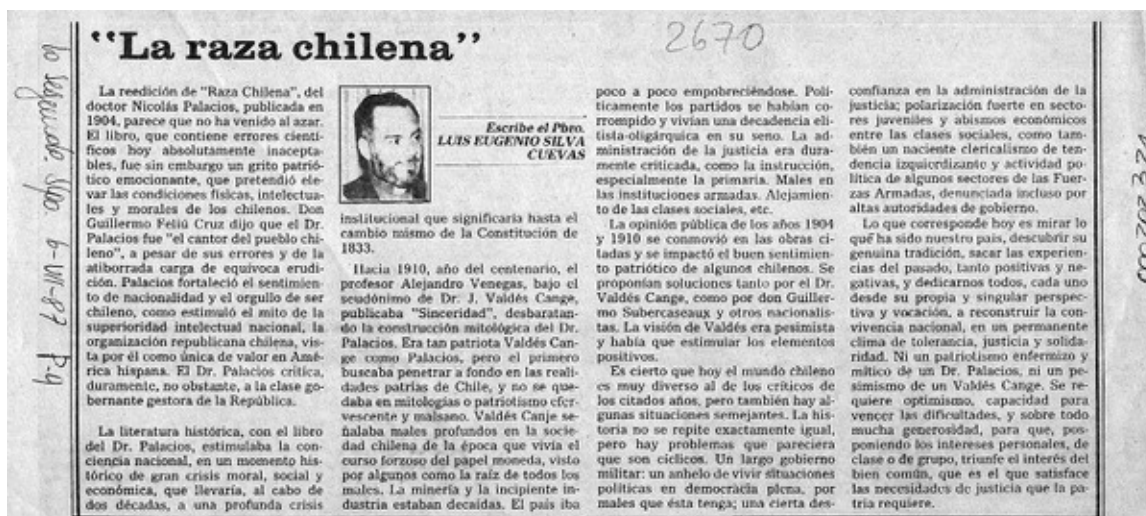 "La raza chilena"
2670
La reedición de "Raza Chilena", del
doctor Nicolás Palacios, publicada en
1904, parece que no ha venido al azar.
El libro, que contiene errores cientí-
ficos hoy absolutamente inacepta-
bles, fue sin embargo un grito patrió-
tico emocionante, que pretendió ele-
var las condiciones físicas, intelectua-
les y morales de los chilenos. Don
Guillermo Feliú Cruz dijo que el Dr.
Palacios fue "el cantor del pueblo chi-
leno", a pesar de sus errores y de la
atiborrada carga de equívoca erudi-
ción. Palacios fortaleció el sentimien-
to de nacionalidad y el orgullo de ser
chileno, como estimuló el mito de la
superioridad intelectual nacional, la
organización republicana chilena, vis-
ta por él como única de valor en Amé-
rica hispana. El Dr. Palacios critica,
duramente, no obstante, a la clase go-
bernante gestora de la República.
La literatura histórica, con el libro
del Dr. Palacios, estimulaba la con-
ciencia nacional, en un momento his-
tórico de gran crisis moral, social y
económica, que llevaría, al cabo de
dos décadas, a una profunda crisis
Escribe el Pbro.
LUIS EUGENIO SILVA
CUEVAS
institucional que significaría hasta el
cambio mismo de la Constitución de
1833.
Hacia 1910, año del centenario, el
profesor Alejandro Venegas, bajo el
seudónimo de Dr. J. Valdés Cange,
publicaba "Sinceridad", desbaratan-
do la construcción mitológica del Dr.
Palacios. Era tan patriota Valdés Can-
ge como Palacios, pero el primero
buscaba penetrar a fondo en las reali-
dades patrias de Chile, y no se que-
daba en mitologías o patriotismo efer-
vescente y malsano. Valdés Canje se-
ñalaba males profundos en la socie-
dad chilena de la época que vivía el
curso forzoso del papel moneda, visto
por algunos como la raíz de todos los
males. La minería y la incipiente in-
dustria estaban decaídas. El país iba
poco a poco empobreciéndose. Polí-
ticamente los partidos se habían co-
rrompido y vivían una decadencia eli-
tista-oligárquica en su seno. La ad-
ministración de la justicia era dura-
mente criticada, como la instrucción,
especialmente la primaria. Males en
las instituciones armadas. Alejamien-
to de las clases sociales, etc.
La opinión pública de los años 1904
y 1910 se conmovió en las obras ci-
tadas y se impactó el buen sentimien-
to patriótico de algunos chilenos. Se
proponían soluciones tanto por el Dr.
Valdés Cange, como por don Guiller-
mo Subercaseaux y otros nacionalis-
tas. La visión de Valdés era pesimista
y había que estimular los elementos
positivos.
Es cierto que hoy el mundo chileno
es muy diverso al de los críticos de
los citados años, pero también hay al-
gunas situaciones semejantes. La his-
toria no se repite exactamente igual,
pero hay problemas que pareciera
que son cíclicos. Un largo gobierno
militar: un anhelo de vivir situaciones
políticas en democracia plena, por
males que ésta tenga; una cierta des-
confianza en la administración de la
justicia; polarización fuerte en secto-
res juveniles y abismos económicos
entre las clases sociales, como tam-
bién un naciente clericalismo de ten-
dencia izquierdizante y actividad po-
lítica de algunos sectores de las Fuer-
zas Armadas, denunciada incluso por
altas autoridades de gobierno.
Lo que corresponde hoy es mirar lo
qué ha sido nuestro país, descubrir su
genuina tradición, sacar las experien-
cias del pasado, tanto positivas y ne-
gativas, y dedicarnos todos, cada uno
desde su propia y singular perspec-
tiva y vocación, a reconstruir la con-
vivencia nacional, en un permanente
clima de tolerancia, justicia y solida-
ridad. Ni un patriotismo enfermizo y
mítico de un Dr. Palacios, ni un pe-
simismo de un Valdés Cange. Se re-
quiere optimismo, capacidad para
vencer las dificultades, y sobre todo
mucha generosidad, para que, pos-
poniendo los intereses personales, de
clase o de grupo, triunfe el interés del
bien común, que es el que satisface
las necesidades de justicia que la pa-
tria requiere.